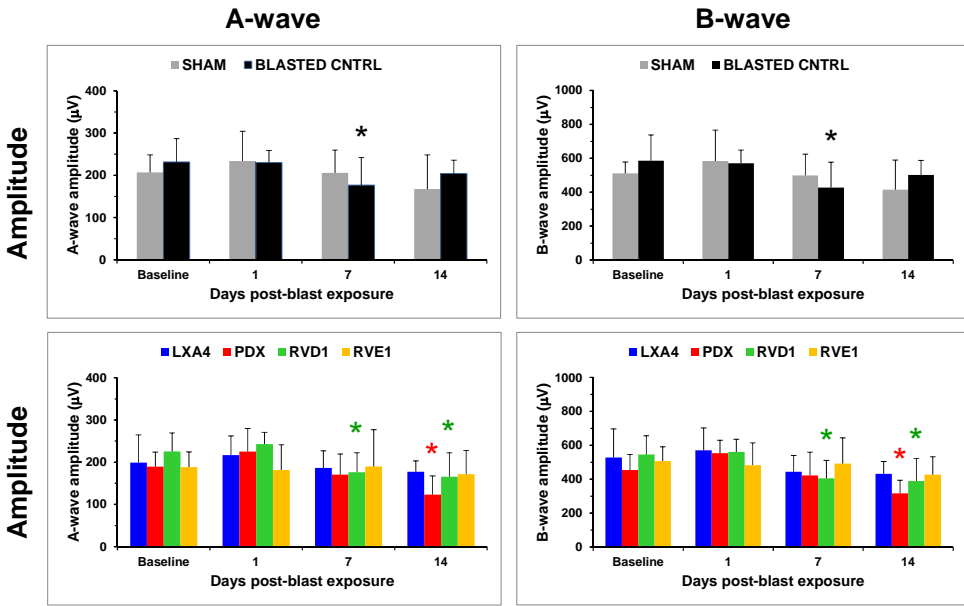 A-wave
B-wave
Amplitude
SHAM BLASTED CNTRL
A-wave amplitude (µV)
400
300
200
100
0
*
Baseline 1 7 14
Days post-blast exposure
SHAM BLASTED CNTRL
B-wave amplitude (µV)
1000
800
600
400
200
0
*
Baseline 1 7 14
Days post-blast exposure
Amplitude
LXA4 PDX RVD1 RVE1
A-wave amplitude (µV)
400
300
200
100
0
* * *
Baseline 1 7 14
Days post-blast exposure
LXA4 PDX RVD1 RVE1
B-wave amplitude (µV)
1000
800
600
400
200
0
* * *
Baseline 1 7 14
Days post-blast exposure